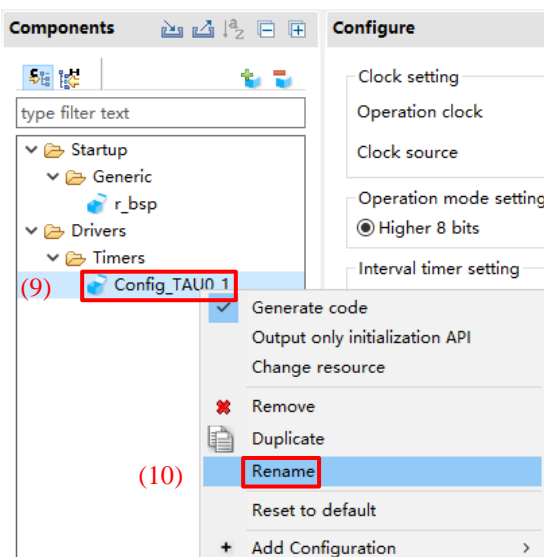 Components
Configure
type filter text
Startup
Generic
r_bsp
Drivers
Timers
(9)
Config_TAU0_1
Clock setting
Operation clock
Clock source
Operation mode setting
Higher 8 bits
Interval timer setting
Generate code
Output only initialization API
Change resource
Remove
Duplicate
(10)
Rename
Reset to default
Add Configuration